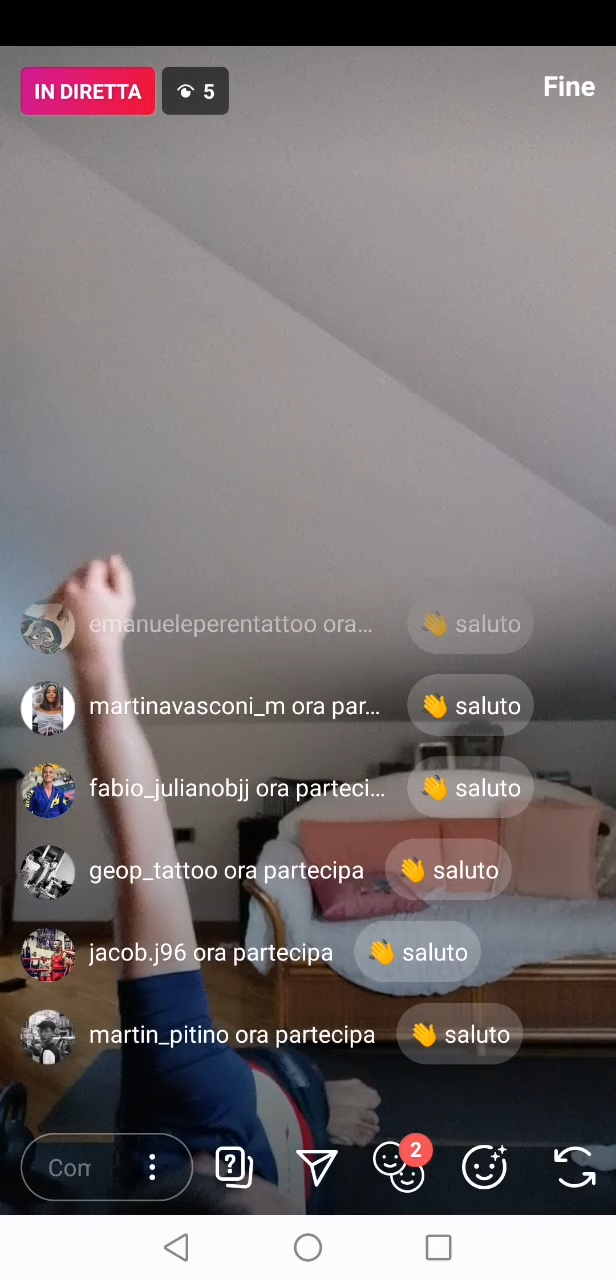 IN DIRETTA 5 Fine
emanueleperentattoo ora... saluto
martinavasconi_m ora par... saluto
fabio_julianobjj ora parteci... saluto
geop_tattoo ora partecipa saluto
jacob.j96 ora partecipa saluto
martin_pitino ora partecipa saluto
Com ? 2